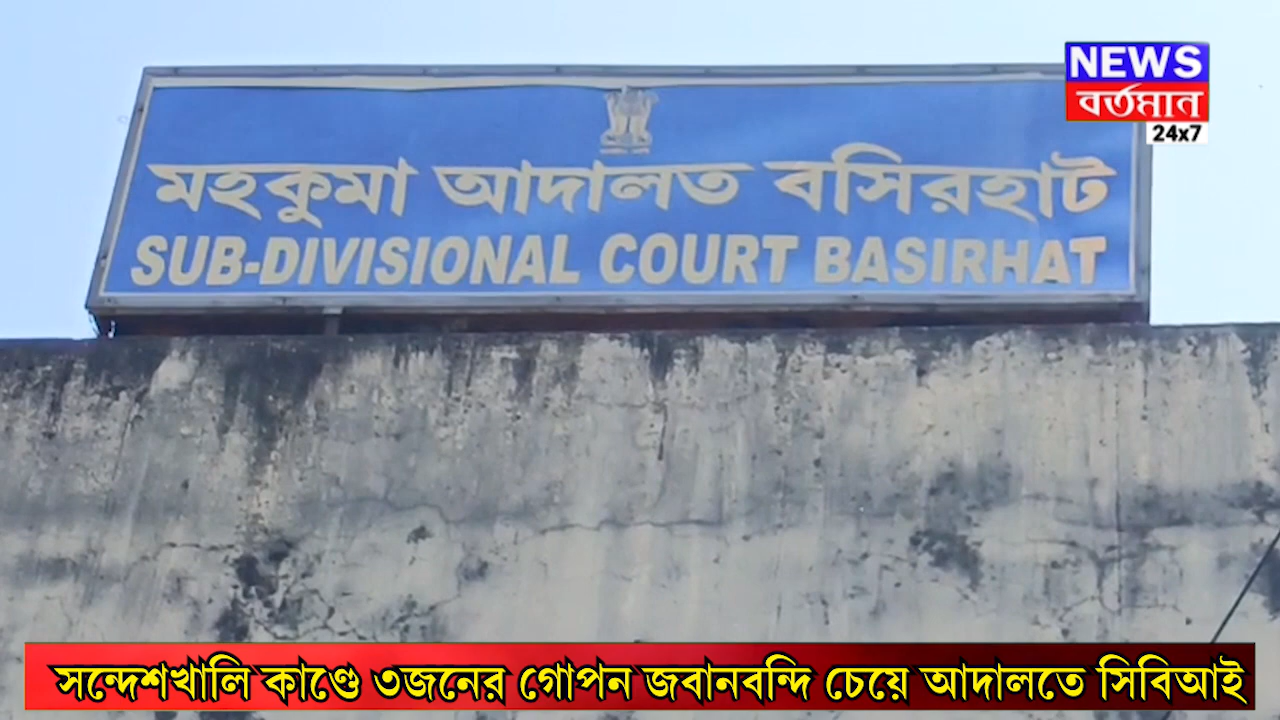 NEWS
বর্তমান
24x7
মহকুমা আদালত বসিরহাট
SUB-DIVISIONAL COURT BASIRHAT
সন্দেশখালি কাণ্ডে ৩জনের গোপন জবানবন্দি চেয়ে আদালতে সিবিআই